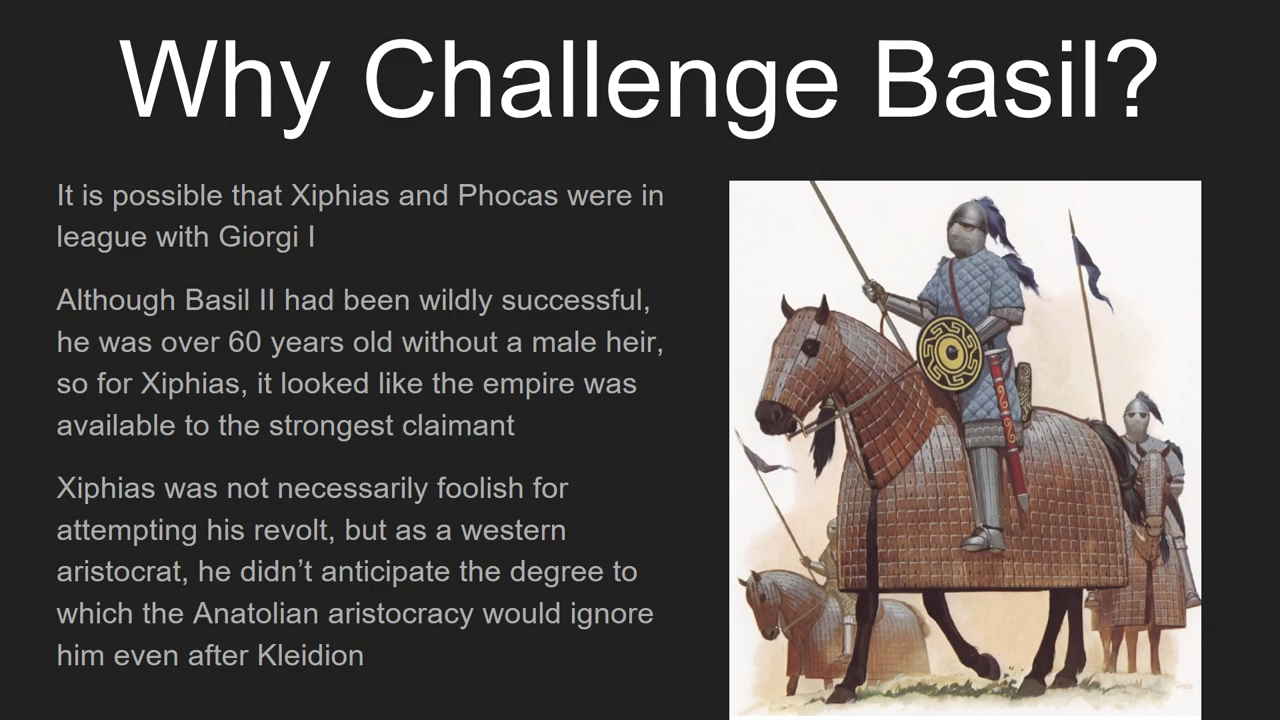 Why Challenge Basil?
It is possible that Xiphias and Phocas were in
league with Giorgi I
Although Basil II had been wildly successful,
he was over 60 years old without a male heir,
so for Xiphias, it looked like the empire was
available to the strongest claimant
Xiphias was not necessarily foolish for
attempting his revolt, but as a western
aristocrat, he didn’t anticipate the degree to
which the Anatolian aristocracy would ignore
him even after Kleidion